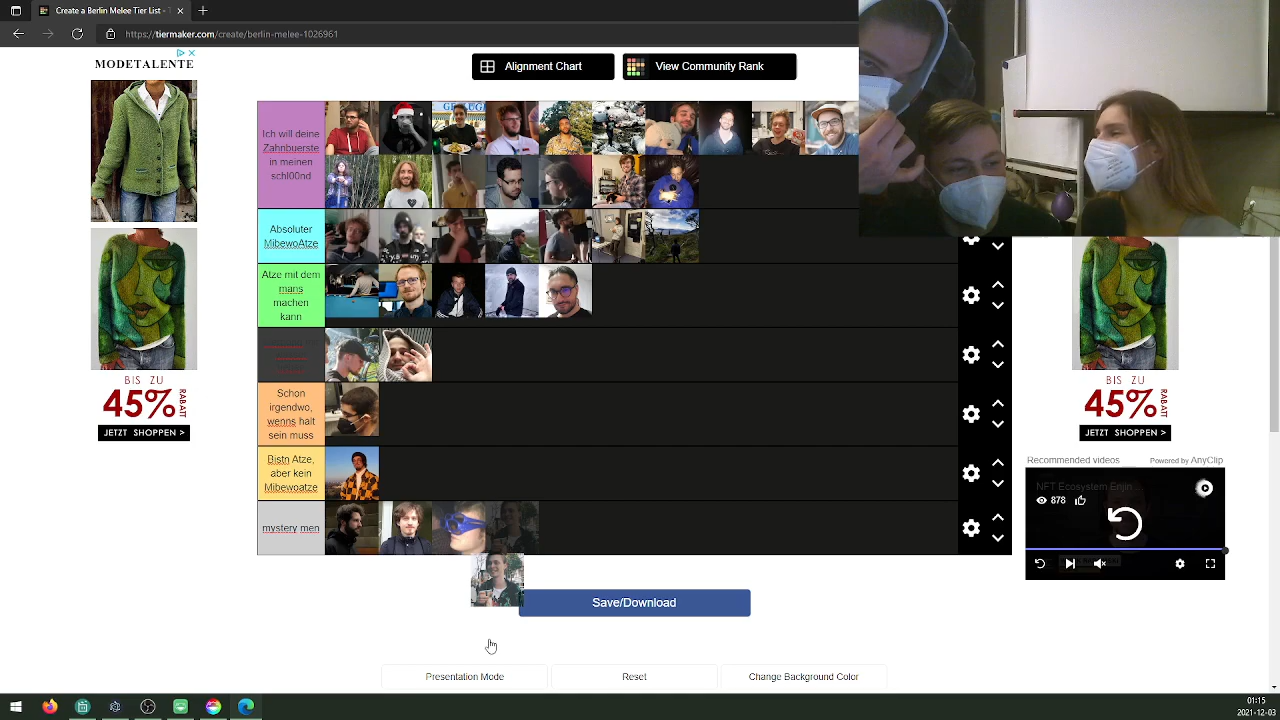 Create a Berlin Melee Tier List -
https://tiermaker.com/create/berlin-melee-1026961
MODETALENTE
Alignment Chart
View Community Rank
Ich will deine
Zahnbuerste
in meinen
schl00nd
Absoluter
MibewoAtze
Atze mit dem
mans
machen
kann
Schon
irgendwo,
wenns halt
sein muss
Bistn Atze,
aber kein
Mibewoatze
mystery men
BIS ZU
45%
RABATT
JETZT SHOPPEN >
BIS ZU
45%
RABATT
JETZT SHOPPEN >
Recommended videos
Powered by AnyClip
NFT Ecosystem Enjin
878
Save/Download
Presentation Mode
Reset
Change Background Color
01:15
2021-12-03